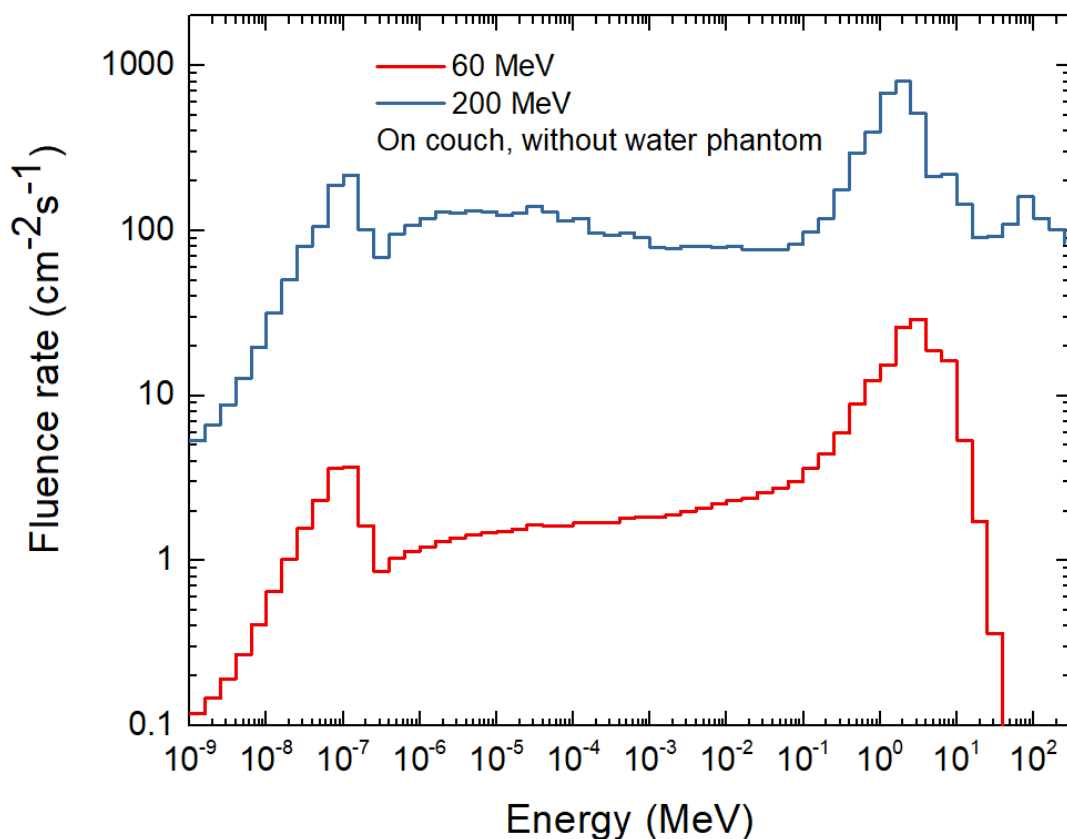 1000
100
10
1
0.1
Fluence rate (cm⁻²s⁻¹)
60 MeV
200 MeV
On couch, without water phantom
10⁻⁹ 10⁻⁸ 10⁻⁷ 10⁻⁶ 10⁻⁵ 10⁻⁴ 10⁻³ 10⁻² 10⁻¹ 10⁰ 10¹ 10²
Energy (MeV)